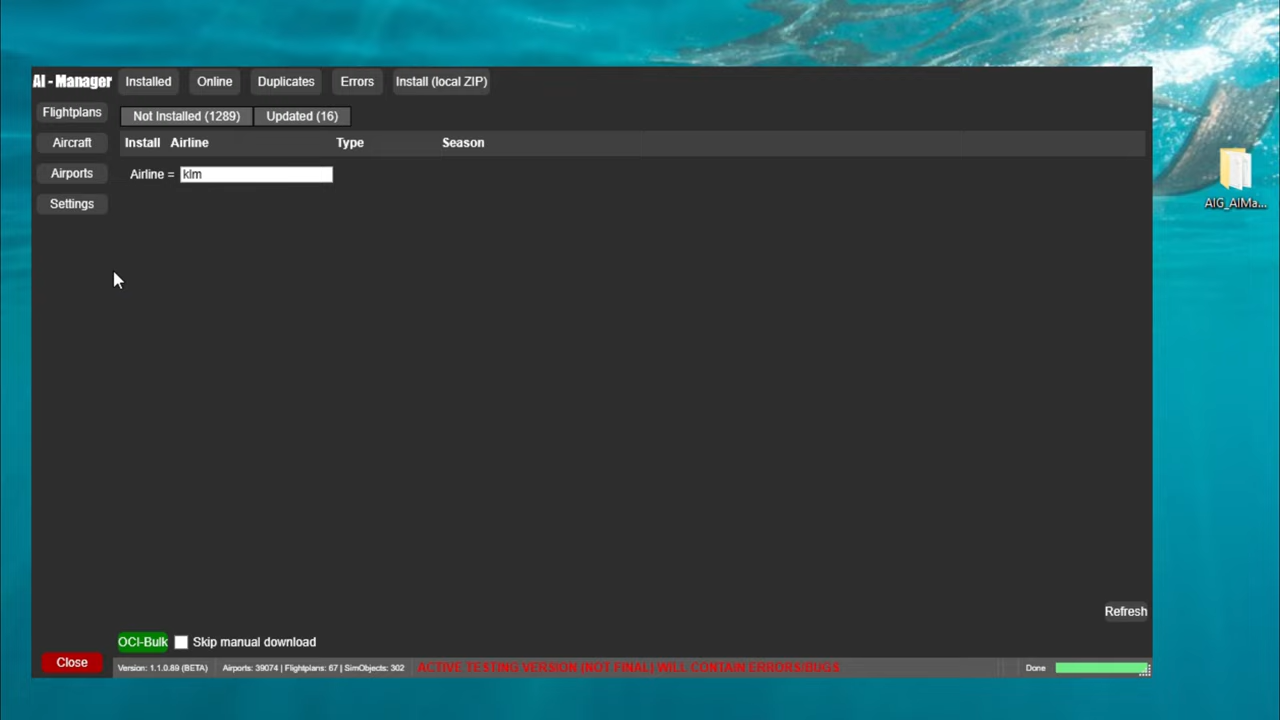 AI - Manager
Installed
Online
Duplicates
Errors
Install (local ZIP)
Flightplans
Aircraft
Airports
Settings
Not Installed (1289)
Updated (16)
Install
Airline
Type
Season
Airline =
klm
AIG_AIMa...
Refresh
OCI-Bulk
Skip manual download
Close
Version: 1.1.0.89 (BETA)
Airports: 39074 | Flightplans: 67 | SimObjects: 302
ACTIVE TESTING VERSION (NOT FINAL) WILL CONTAIN ERRORS/BUGS
Done